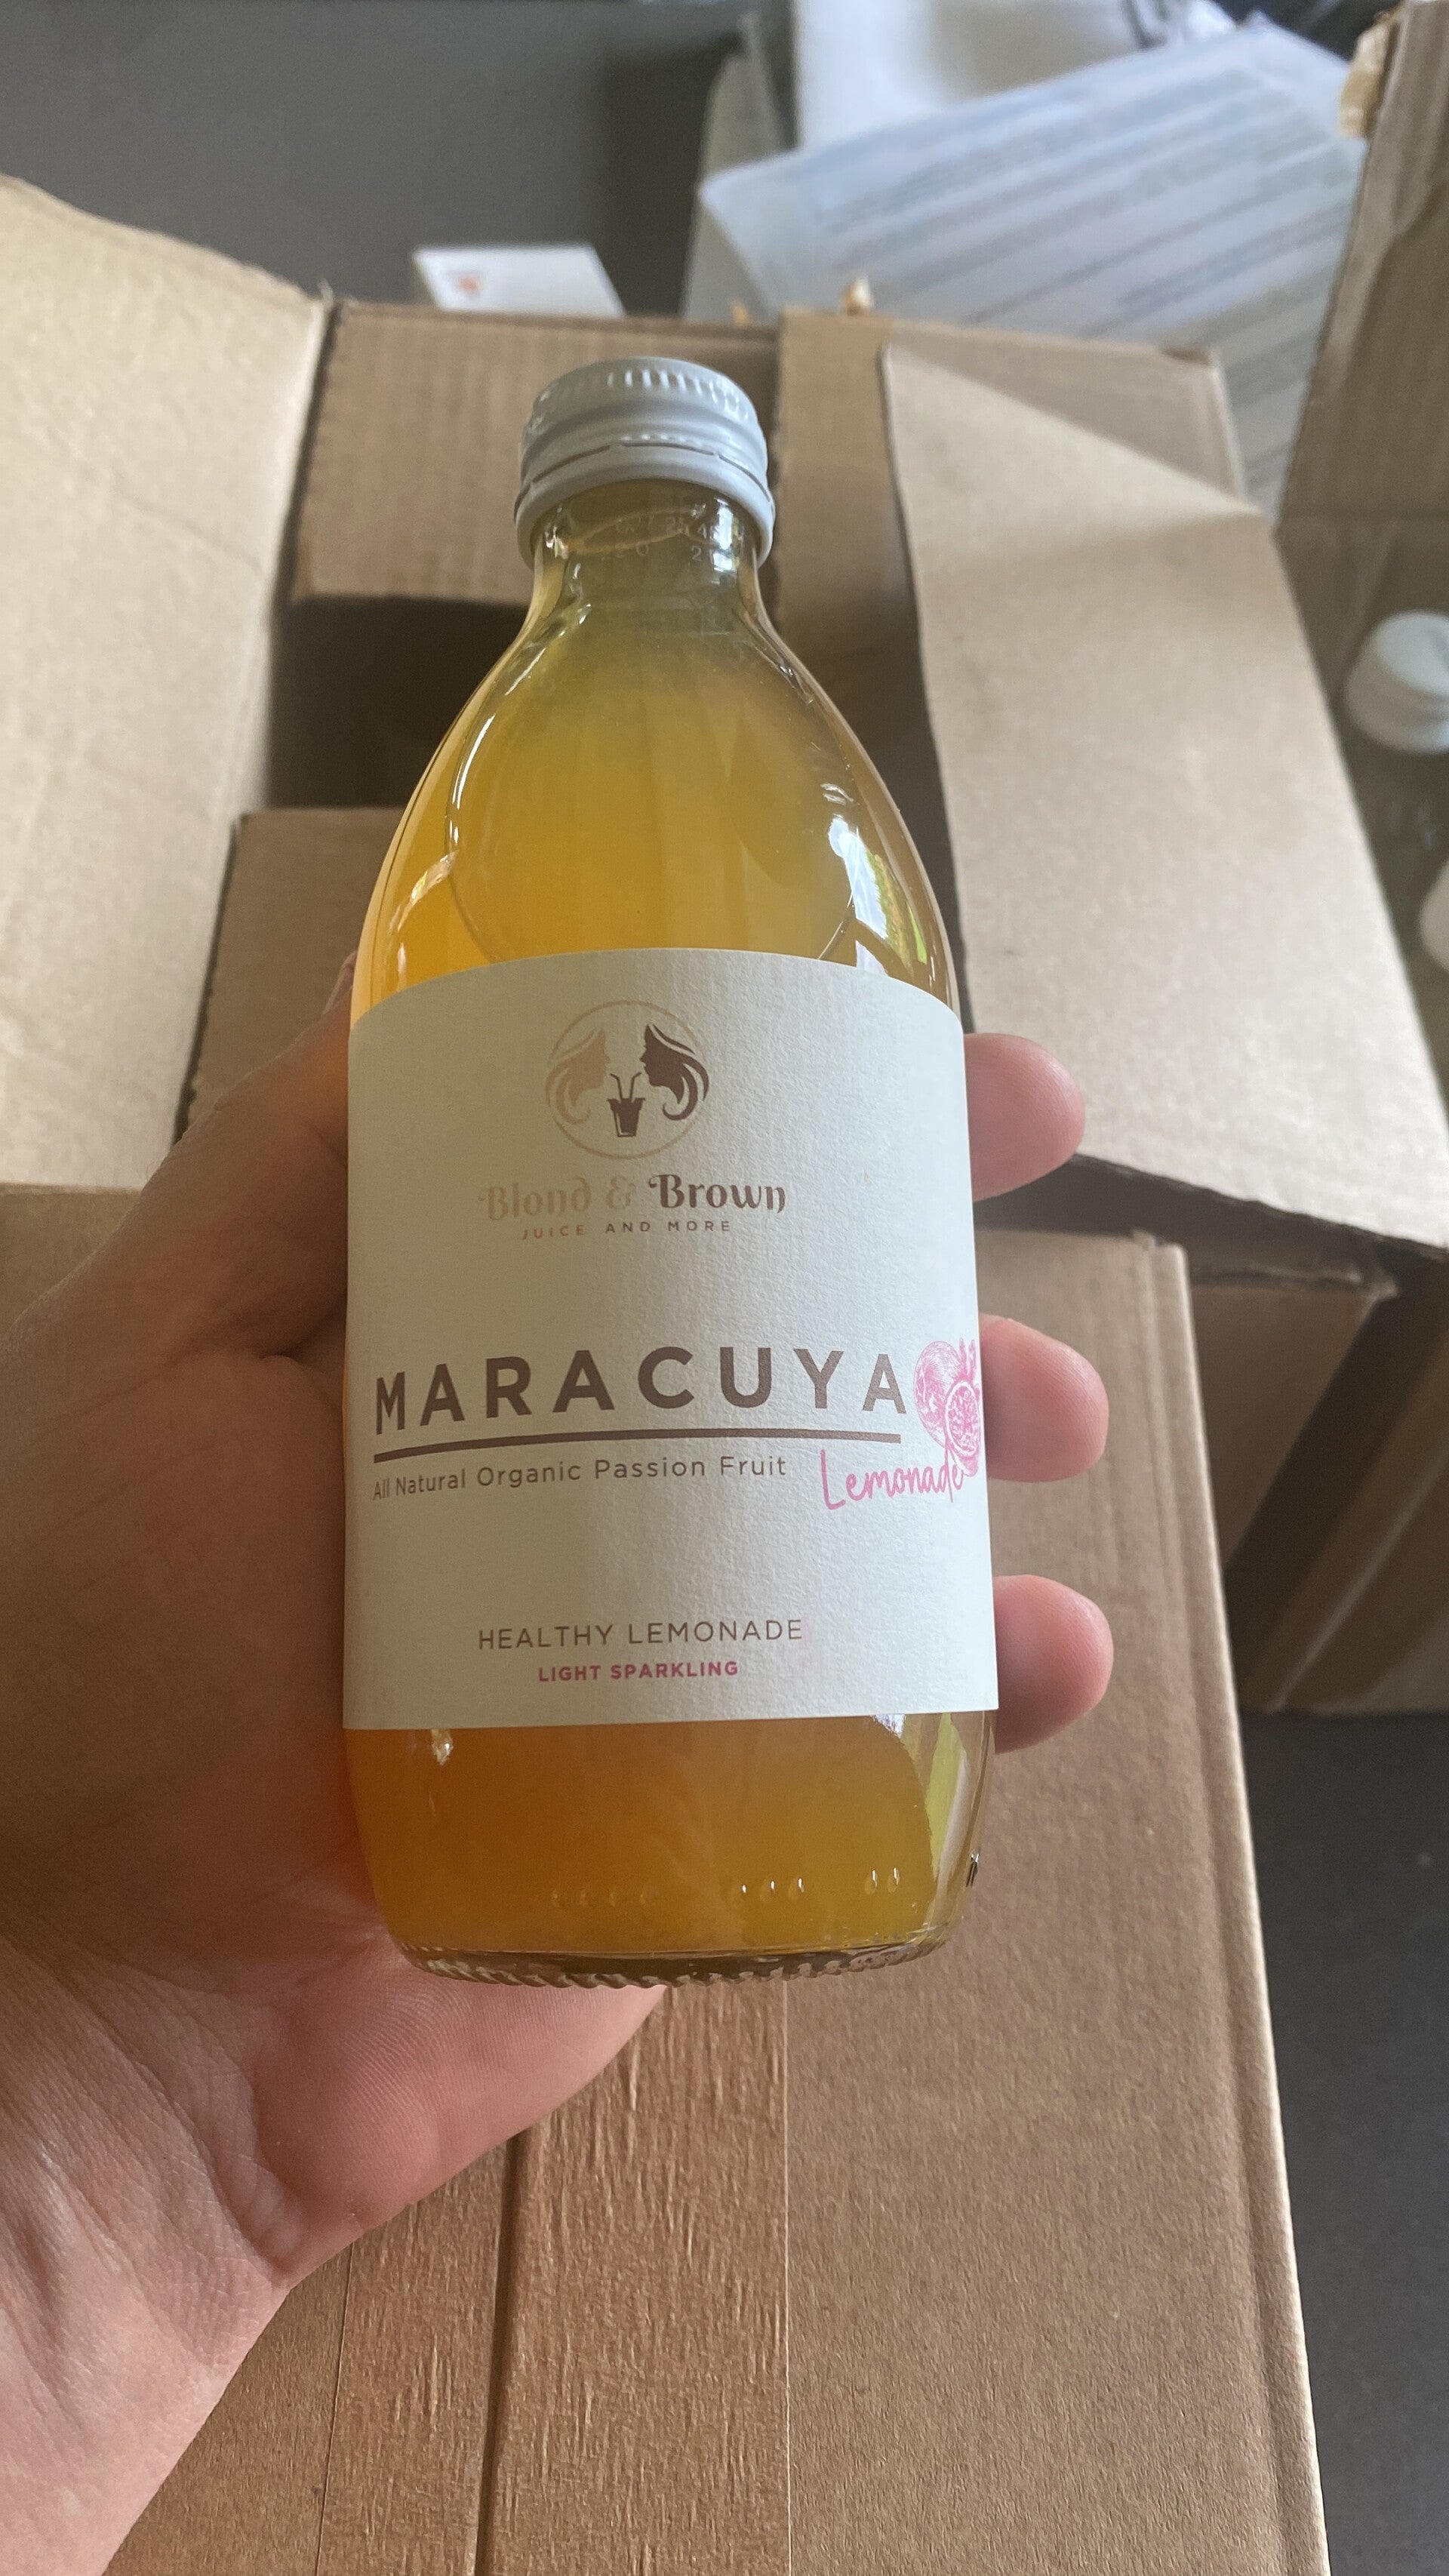 Blond & Brown
JUICE AND MORE
MARACUYA
All Natural Organic Passion Fruit
Lemonade
HEALTHY LEMONADE
LIGHT SPARKLING